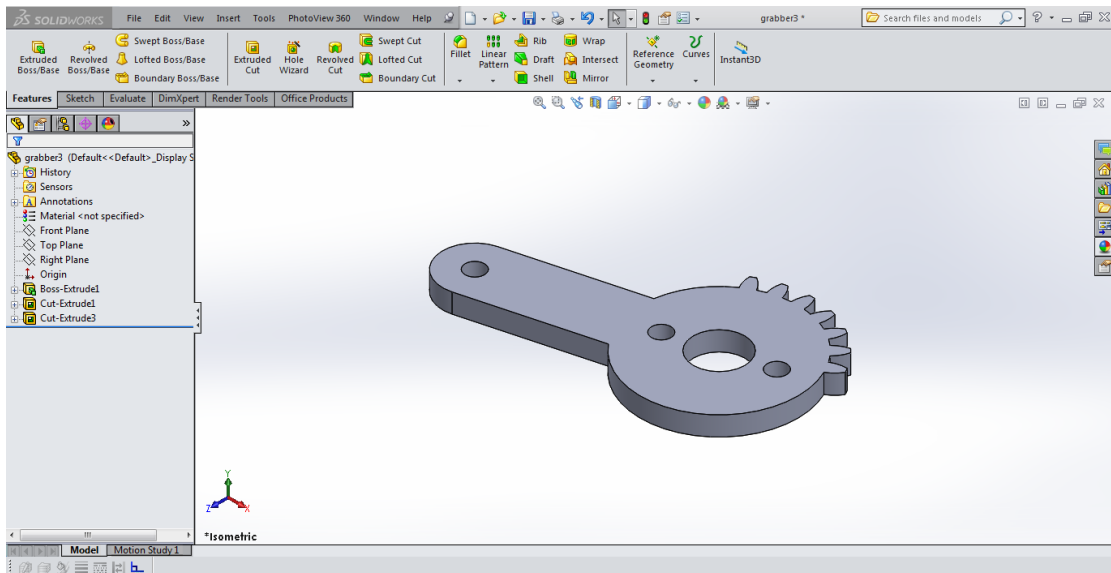 SOLIDWORKS File Edit View Insert Tools PhotoView 360 Window Help grabber3 * Search files and models
Extruded Boss/Base
Revolved Boss/Base
Swept Boss/Base
Lofted Boss/Base
Boundary Boss/Base
Extruded Cut
Hole Wizard
Revolved Cut
Swept Cut
Lofted Cut
Boundary Cut
Fillet
Linear Pattern
Rib
Draft
Shell
Wrap
Intersect
Mirror
Reference Geometry
Curves
Instant3D
Features Sketch Evaluate DimXpert Render Tools Office Products
grabber3 (Default<<Default>_Display S
History
Sensors
Annotations
Material <not specified>
Front Plane
Top Plane
Right Plane
Origin
Boss-Extrude1
Cut-Extrude1
Cut-Extrude3
Y
Z
X
*Isometric
Model Motion Study 1